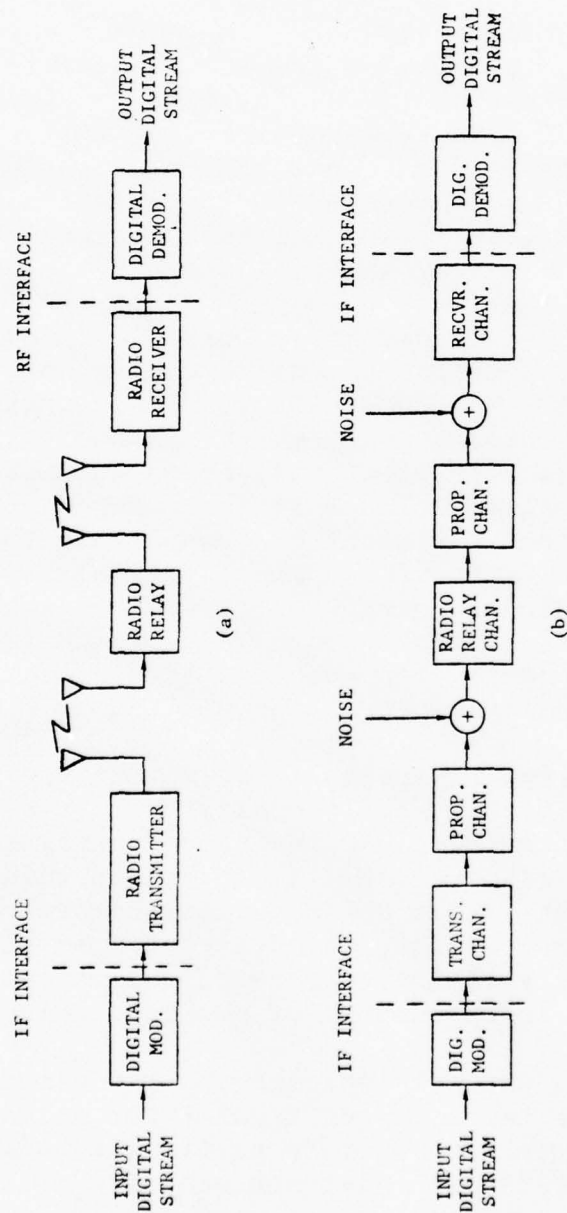 IF INTERFACE
RF INTERFACE
INPUT
DIGITAL
STREAM
DIGITAL
MOD.
RADIO
TRANSMITTER
RADIO
RELAY
RADIO
RECEIVER
DIGITAL
DEMOD.
OUTPUT
DIGITAL
STREAM
(a)
IF INTERFACE
NOISE
NOISE
IF INTERFACE
INPUT
DIGITAL
STREAM
DIG.
MOD.
TRANS.
CHAN.
PROP.
CHAN.
+
RADIO
RELAY
CHAN.
PROP.
CHAN.
+
RECVR.
CHAN.
DIG.
DEMOD.
OUTPUT
DIGITAL
STREAM
(b)